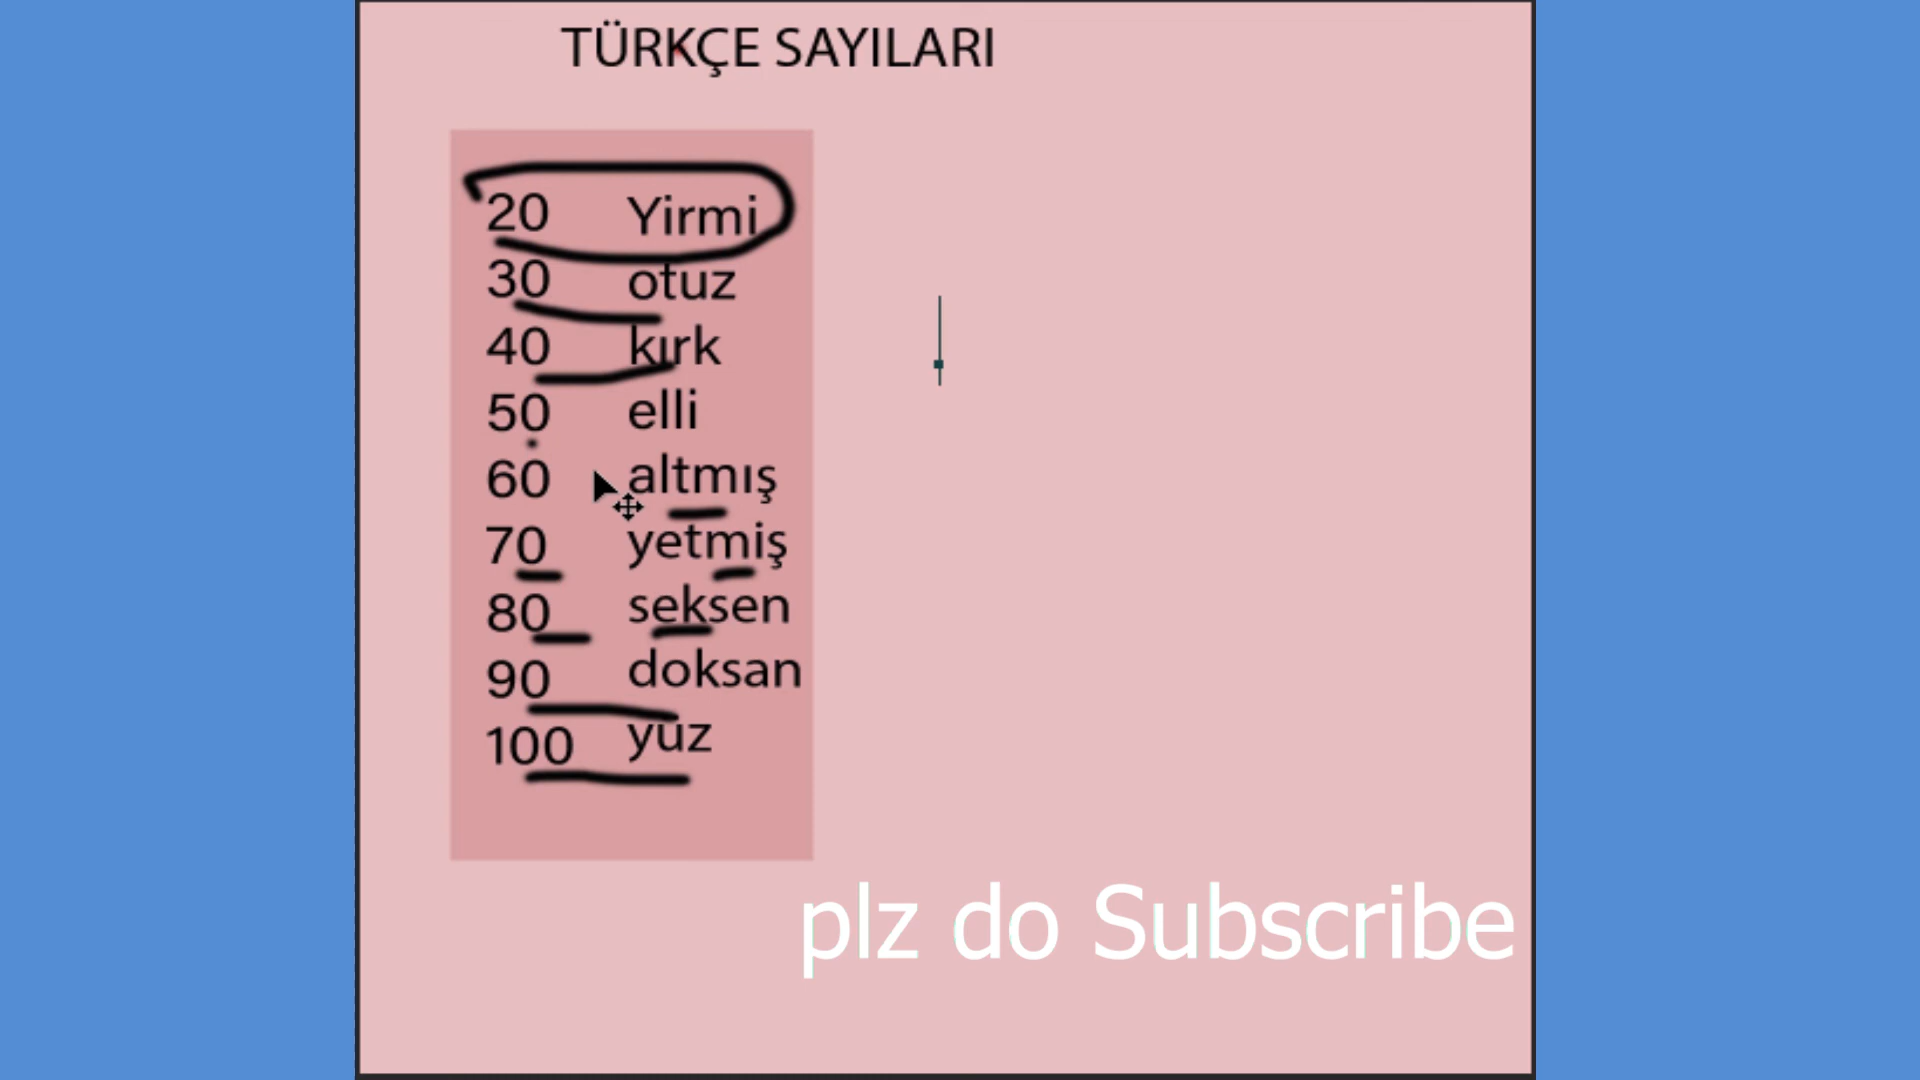 TÜRKÇE SAYILARI
20 Yirmi
30 otuz
40 kırk
50 elli
60 altmış
70 yetmiş
80 seksen
90 doksan
100 yüz
plz do Subscribe